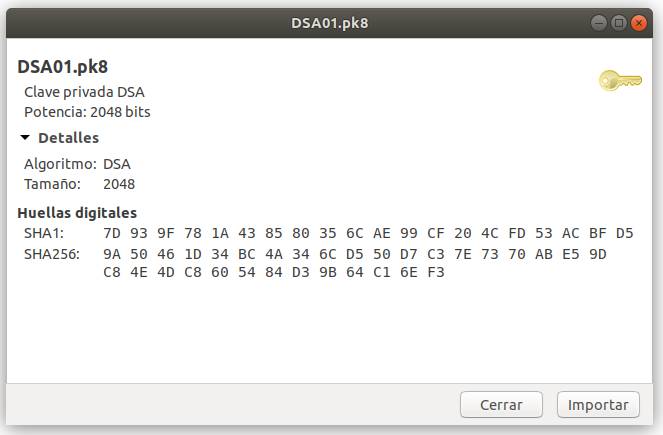 DSA01.pk8
DSA01.pk8
Clave privada DSA
Potencia: 2048 bits
Detalles
Algoritmo: DSA
Tamaño: 2048
Huellas digitales
SHA1: 7D 93 9F 78 1A 43 85 80 35 6C AE 99 CF 20 4C FD 53 AC BF D5
SHA256: 9A 50 46 1D 34 BC 4A 34 6C D5 50 D7 C3 7E 73 70 AB E5 9D
C8 4E 4D C8 60 54 84 D3 9B 64 C1 6E F3
Cerrar Importar